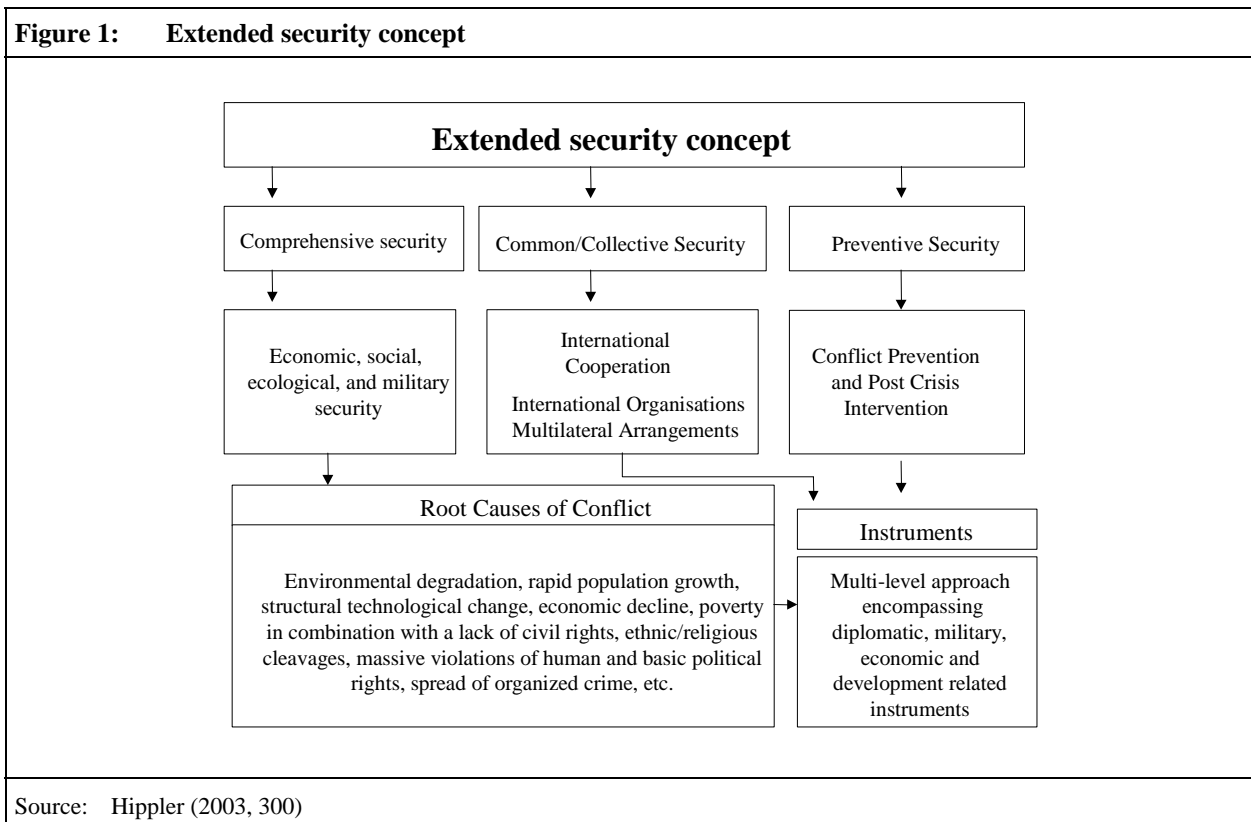 Figure 1: Extended security concept
Extended security concept
Comprehensive security
Common/Collective Security
Preventive Security
Economic, social,
ecological, and military
security
International
Cooperation
International Organisations
Multilateral Arrangements
Conflict Prevention
and Post Crisis
Intervention
Root Causes of Conflict
Environmental degradation, rapid population growth,
structural technological change, economic decline, poverty
in combination with a lack of civil rights, ethnic/religious
cleavages, massive violations of human and basic political
rights, spread of organized crime, etc.
Instruments
Multi-level approach
encompassing
diplomatic, military,
economic and
development related
instruments
Source: Hippler (2003, 300)